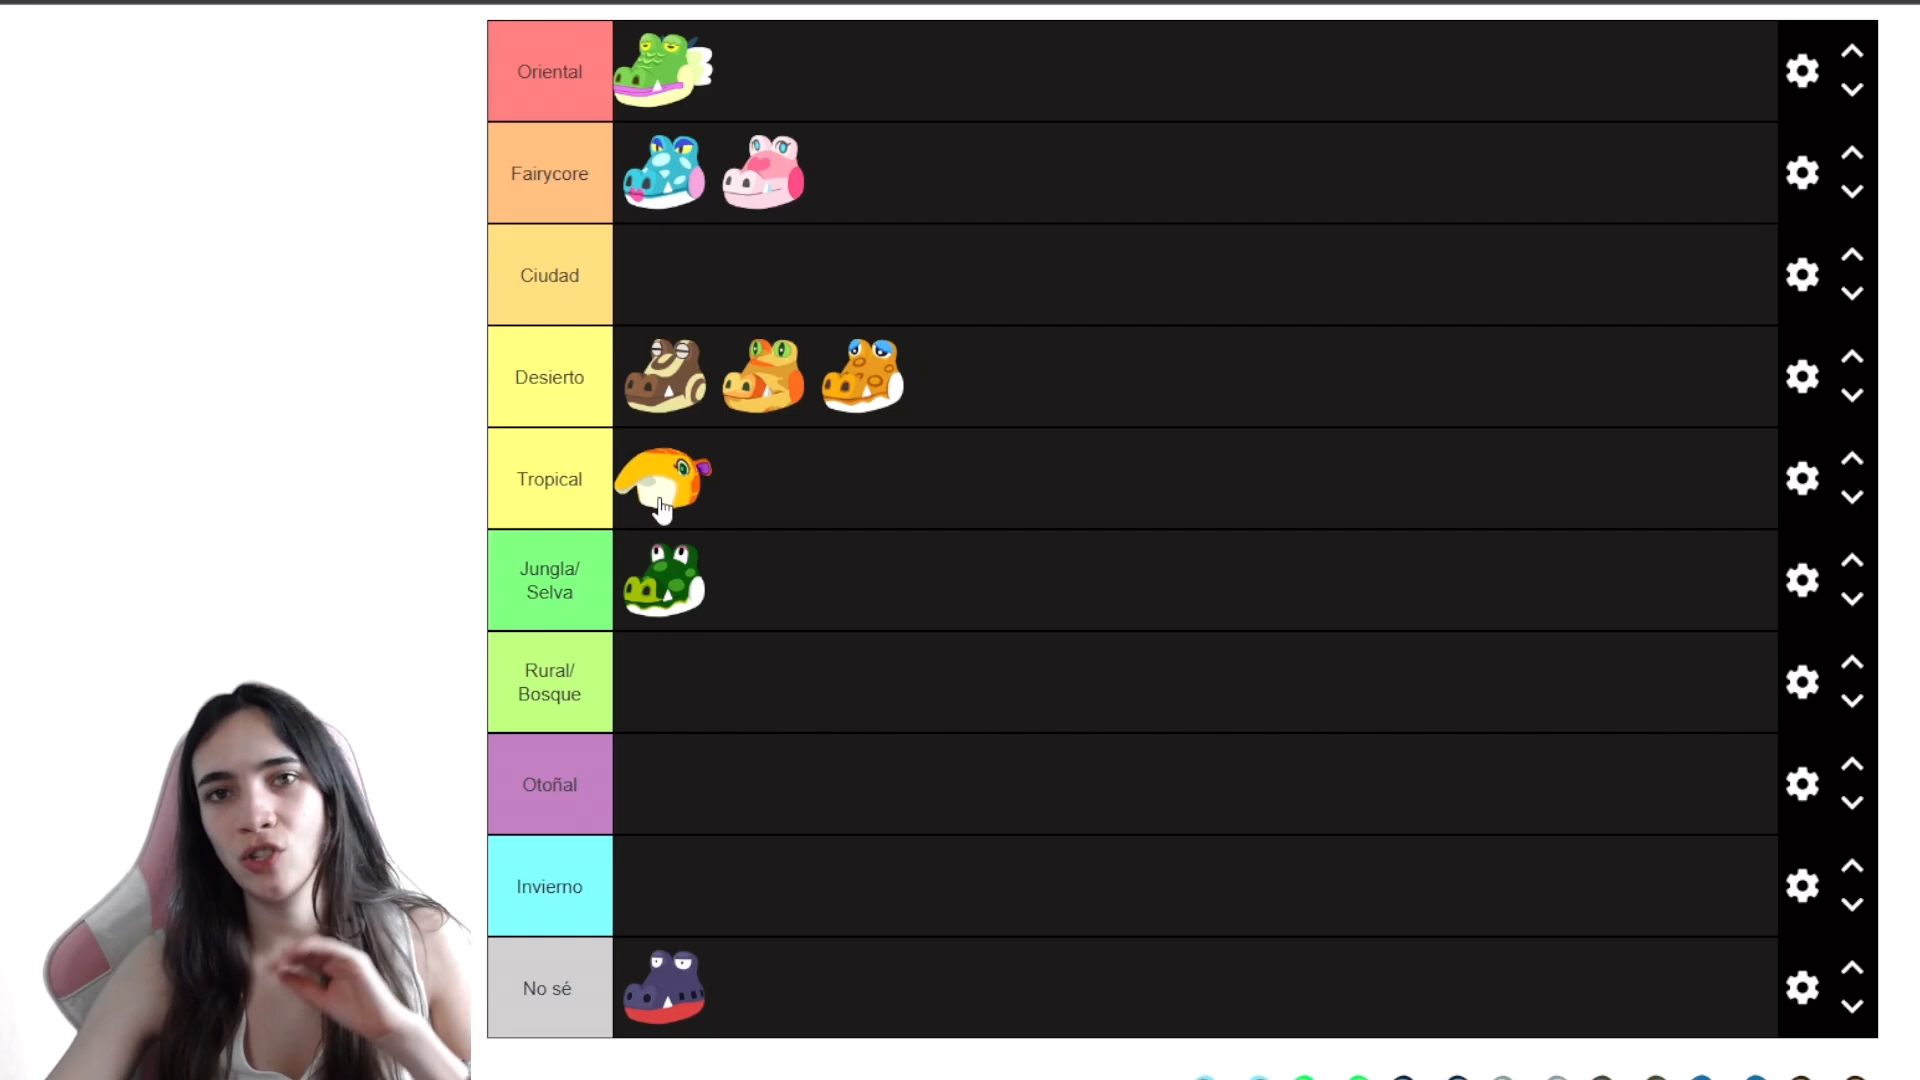 Oriental
Fairycore
Ciudad
Desierto
Tropical
Jungla/
Selva
Rural/
Bosque
Otoñal
Invierno
No sé